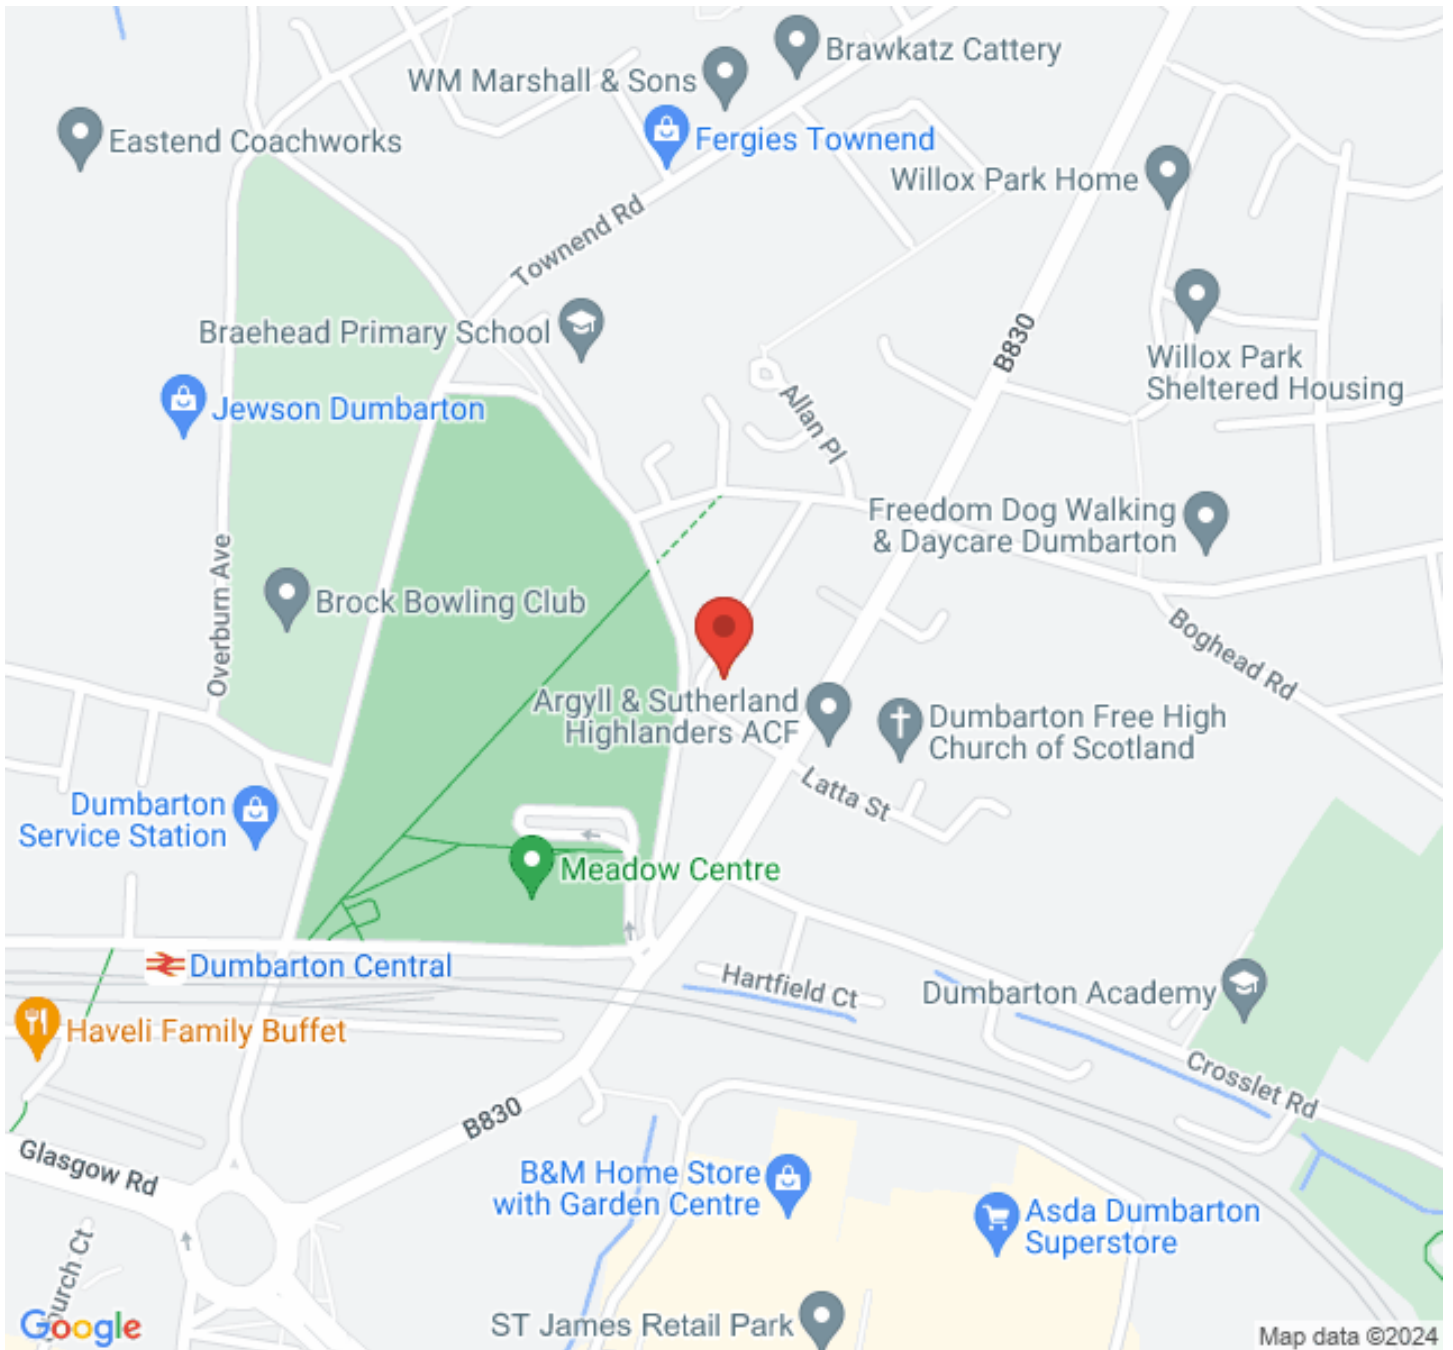 Brawkatz Cattery
WM Marshall & Sons
Eastend Coachworks
Fergies Townend
Willox Park Home
Townend Rd
Braehead Primary School
B830
Willox Park
Sheltered Housing
Jewson Dumbarton
Allan Pl
Freedom Dog Walking
& Daycare Dumbarton
Overburn Ave
Brock Bowling Club
Boghead Rd
Argyll & Sutherland
Highlanders ACF
Dumbarton Free High
Church of Scotland
Latta St
Dumbarton
Service Station
Meadow Centre
Dumbarton Central
Hartfield Ct
Dumbarton Academy
Haveli Family Buffet
Crosslet Rd
B830
Glasgow Rd
B&M Home Store
with Garden Centre
Asda Dumbarton
Superstore
Ct
ST James Retail Park
Google
Map data ©2024